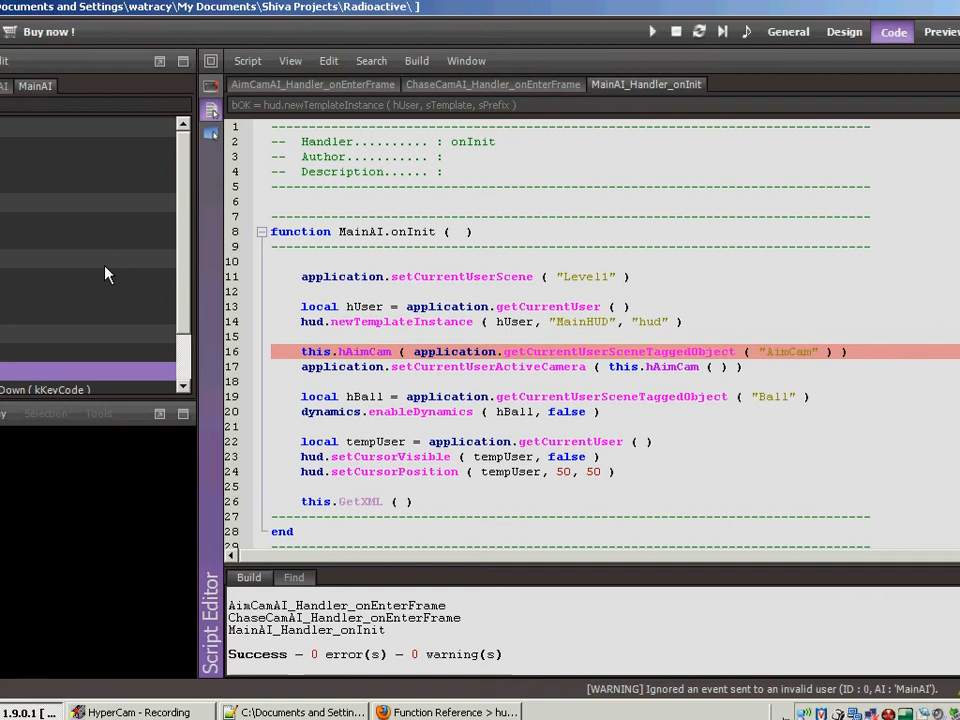 ocuments and Settings\watracy\My Documents\Shiva Projects\Radioactive\ ]
Buy now !
General Design Code Preview
dit
Script View Edit Search Build Window
AI MainAI
AimCamAI_Handler_onEnterFrame ChaseCamAI_Handler_onEnterFrame MainAI_Handler_onInit
bOK = hud.newTemplateInstance ( hUser, sTemplate, sPrefix )
1 --------------------------------------------------------------------------------
2 -- Handler.......... : onInit
3 -- Author........... :
4 -- Description...... :
5 --------------------------------------------------------------------------------
6
7 --------------------------------------------------------------------------------
8 function MainAI.onInit ( )
9 --------------------------------------------------------------------------------
10
11 application.setCurrentUserScene ( "Level1" )
12
13 local hUser = application.getCurrentUser ( )
14 hud.newTemplateInstance ( hUser, "MainHUD", "hud" )
15
16 this.hAimCam ( application.getCurrentUserSceneTaggedObject ( "AimCam" ) )
17 application.setCurrentUserActiveCamera ( this.hAimCam ( ) )
18
19 local hBall = application.getCurrentUserSceneTaggedObject ( "Ball" )
20 dynamics.enableDynamics ( hBall, false )
21
22 local tempUser = application.getCurrentUser ( )
23 hud.setCursorVisible ( tempUser, false )
24 hud.setCursorPosition ( tempUser, 50, 50 )
25
26 this.GetXML ( )
27 --------------------------------------------------------------------------------
28 end
29 --------------------------------------------------------------------------------
Down ( kKeyCode )
y Selection Tools
Script Editor
Build Find
AimCamAI_Handler_onEnterFrame
ChaseCamAI_Handler_onEnterFrame
MainAI_Handler_onInit
Success - 0 error(s) - 0 warning(s)
[WARNING] Ignored an event sent to an invalid user (ID : 0, AI : 'MainAI').
1.9.0.1 [ ... HyperCam - Recording C:\Documents and Settin... Function Reference > hu...